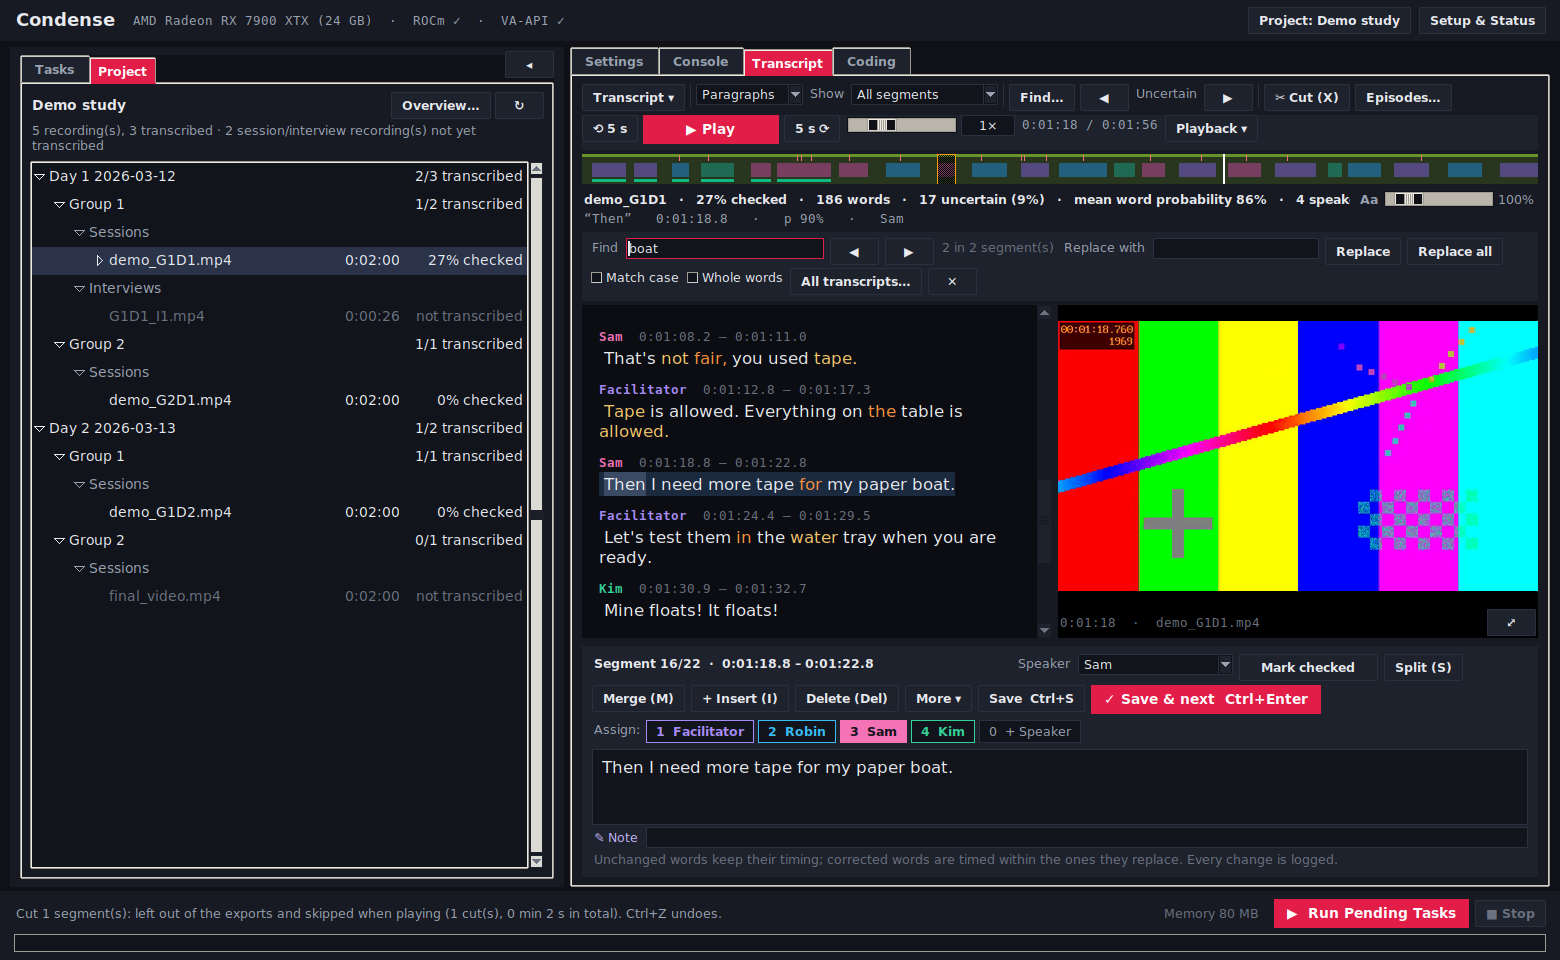 Condense AMD Radeon RX 7900 XTX (24 GB) · ROCm ✓ · VA-API ✓ Project: Demo study Setup & Status
Tasks Project ◂
Demo study Overview… ↻
5 recording(s), 3 transcribed · 2 session/interview recording(s) not yet
transcribed
Day 1 2026-03-12 2/3 transcribed
Group 1 1/2 transcribed
Sessions
demo_G1D1.mp4 0:02:00 27% checked
Interviews
G1D1_I1.mp4 0:00:26 not transcribed
Group 2 1/1 transcribed
Sessions
demo_G2D1.mp4 0:02:00 0% checked
Day 2 2026-03-13 1/2 transcribed
Group 1 1/1 transcribed
Sessions
demo_G1D2.mp4 0:02:00 0% checked
Group 2 0/1 transcribed
Sessions
final_video.mp4 0:02:00 not transcribed
Settings Console Transcript Coding
Transcript ▾ Paragraphs Show All segments Find… ◀ Uncertain ▶ ✂ Cut (X) Episodes…
⟲ 5 s ▶ Play 5 s ⟳ 1× 0:01:18 / 0:01:56 Playback ▾
demo_G1D1 · 27% checked · 186 words · 17 uncertain (9%) · mean word probability 86% · 4 speak Aa 100%
“Then” 0:01:18.8 · p 90% · Sam
Find boat ◀ ▶ 2 in 2 segment(s) Replace with Replace Replace all
Match case Whole words All transcripts… ✕
Sam 0:01:08.2 – 0:01:11.0
That's not fair, you used tape.
Facilitator 0:01:12.8 – 0:01:17.3
Tape is allowed. Everything on the table is
allowed.
Sam 0:01:18.8 – 0:01:22.8
Then I need more tape for my paper boat.
Facilitator 0:01:24.4 – 0:01:29.5
Let's test them in the water tray when you are
ready.
Kim 0:01:30.9 – 0:01:32.7
Mine floats! It floats!
00:01:18.760
1969
0:01:18 · demo_G1D1.mp4 ⤢
Segment 16/22 · 0:01:18.8 – 0:01:22.8 Speaker Sam Mark checked Split (S)
Merge (M) + Insert (I) Delete (Del) More ▾ Save Ctrl+S ✓ Save & next Ctrl+Enter
Assign: 1 Facilitator 2 Robin 3 Sam 4 Kim 0 + Speaker
Then I need more tape for my paper boat.
✎ Note
Unchanged words keep their timing; corrected words are timed within the ones they replace. Every change is logged.
Cut 1 segment(s): left out of the exports and skipped when playing (1 cut(s), 0 min 2 s in total). Ctrl+Z undoes. Memory 80 MB ▶ Run Pending Tasks ■ Stop